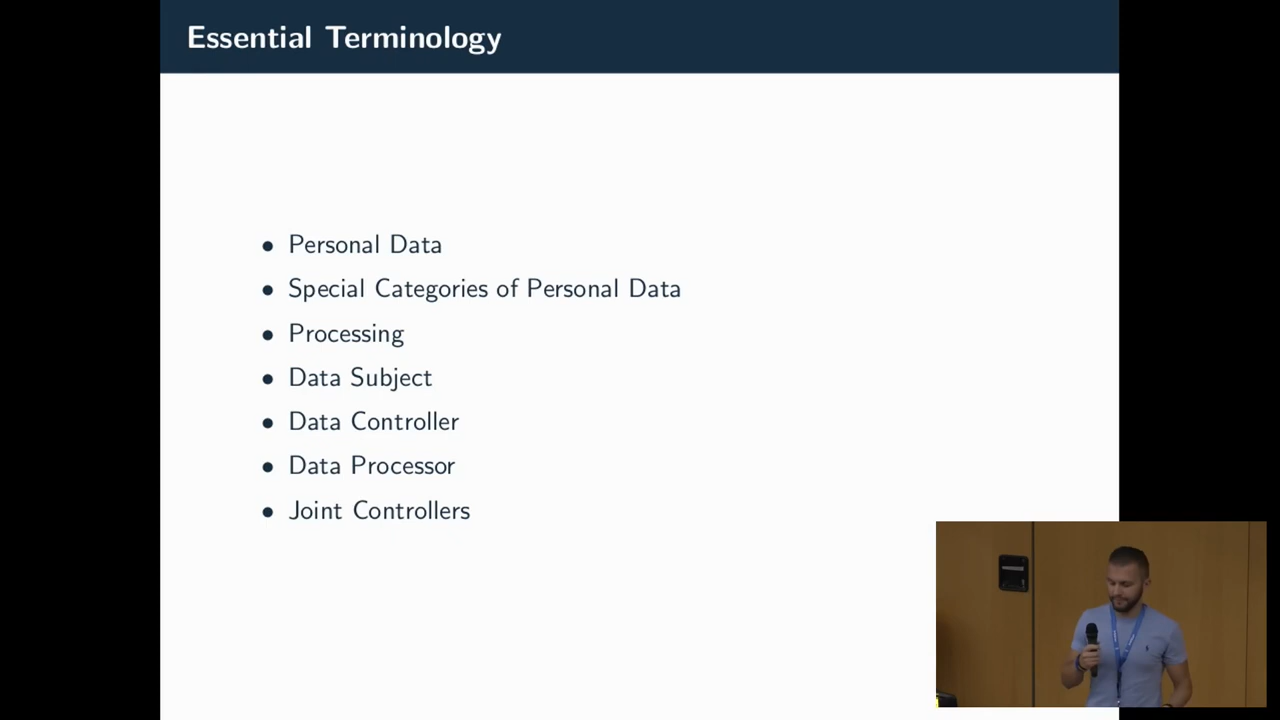 Essential Terminology
• Personal Data
• Special Categories of Personal Data
• Processing
• Data Subject
• Data Controller
• Data Processor
• Joint Controllers